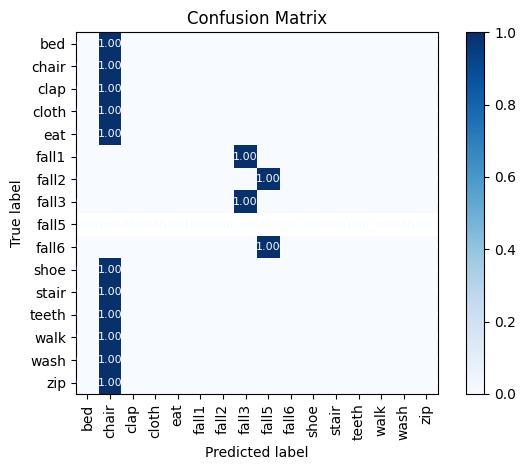 Confusion Matrix
True label
bed 1.00
chair 1.00
clap 1.00
cloth 1.00
eat 1.00
fall1 1.00
fall2 1.00
fall3 1.00
fall5
fall6 1.00
shoe 1.00
stair 1.00
teeth 1.00
walk 1.00
wash 1.00
zip 1.00
bed chair clap cloth eat fall1 fall2 fall3 fall5 fall6 shoe stair teeth walk wash zip
Predicted label
1.0
0.8
0.6
0.4
0.2
0.0